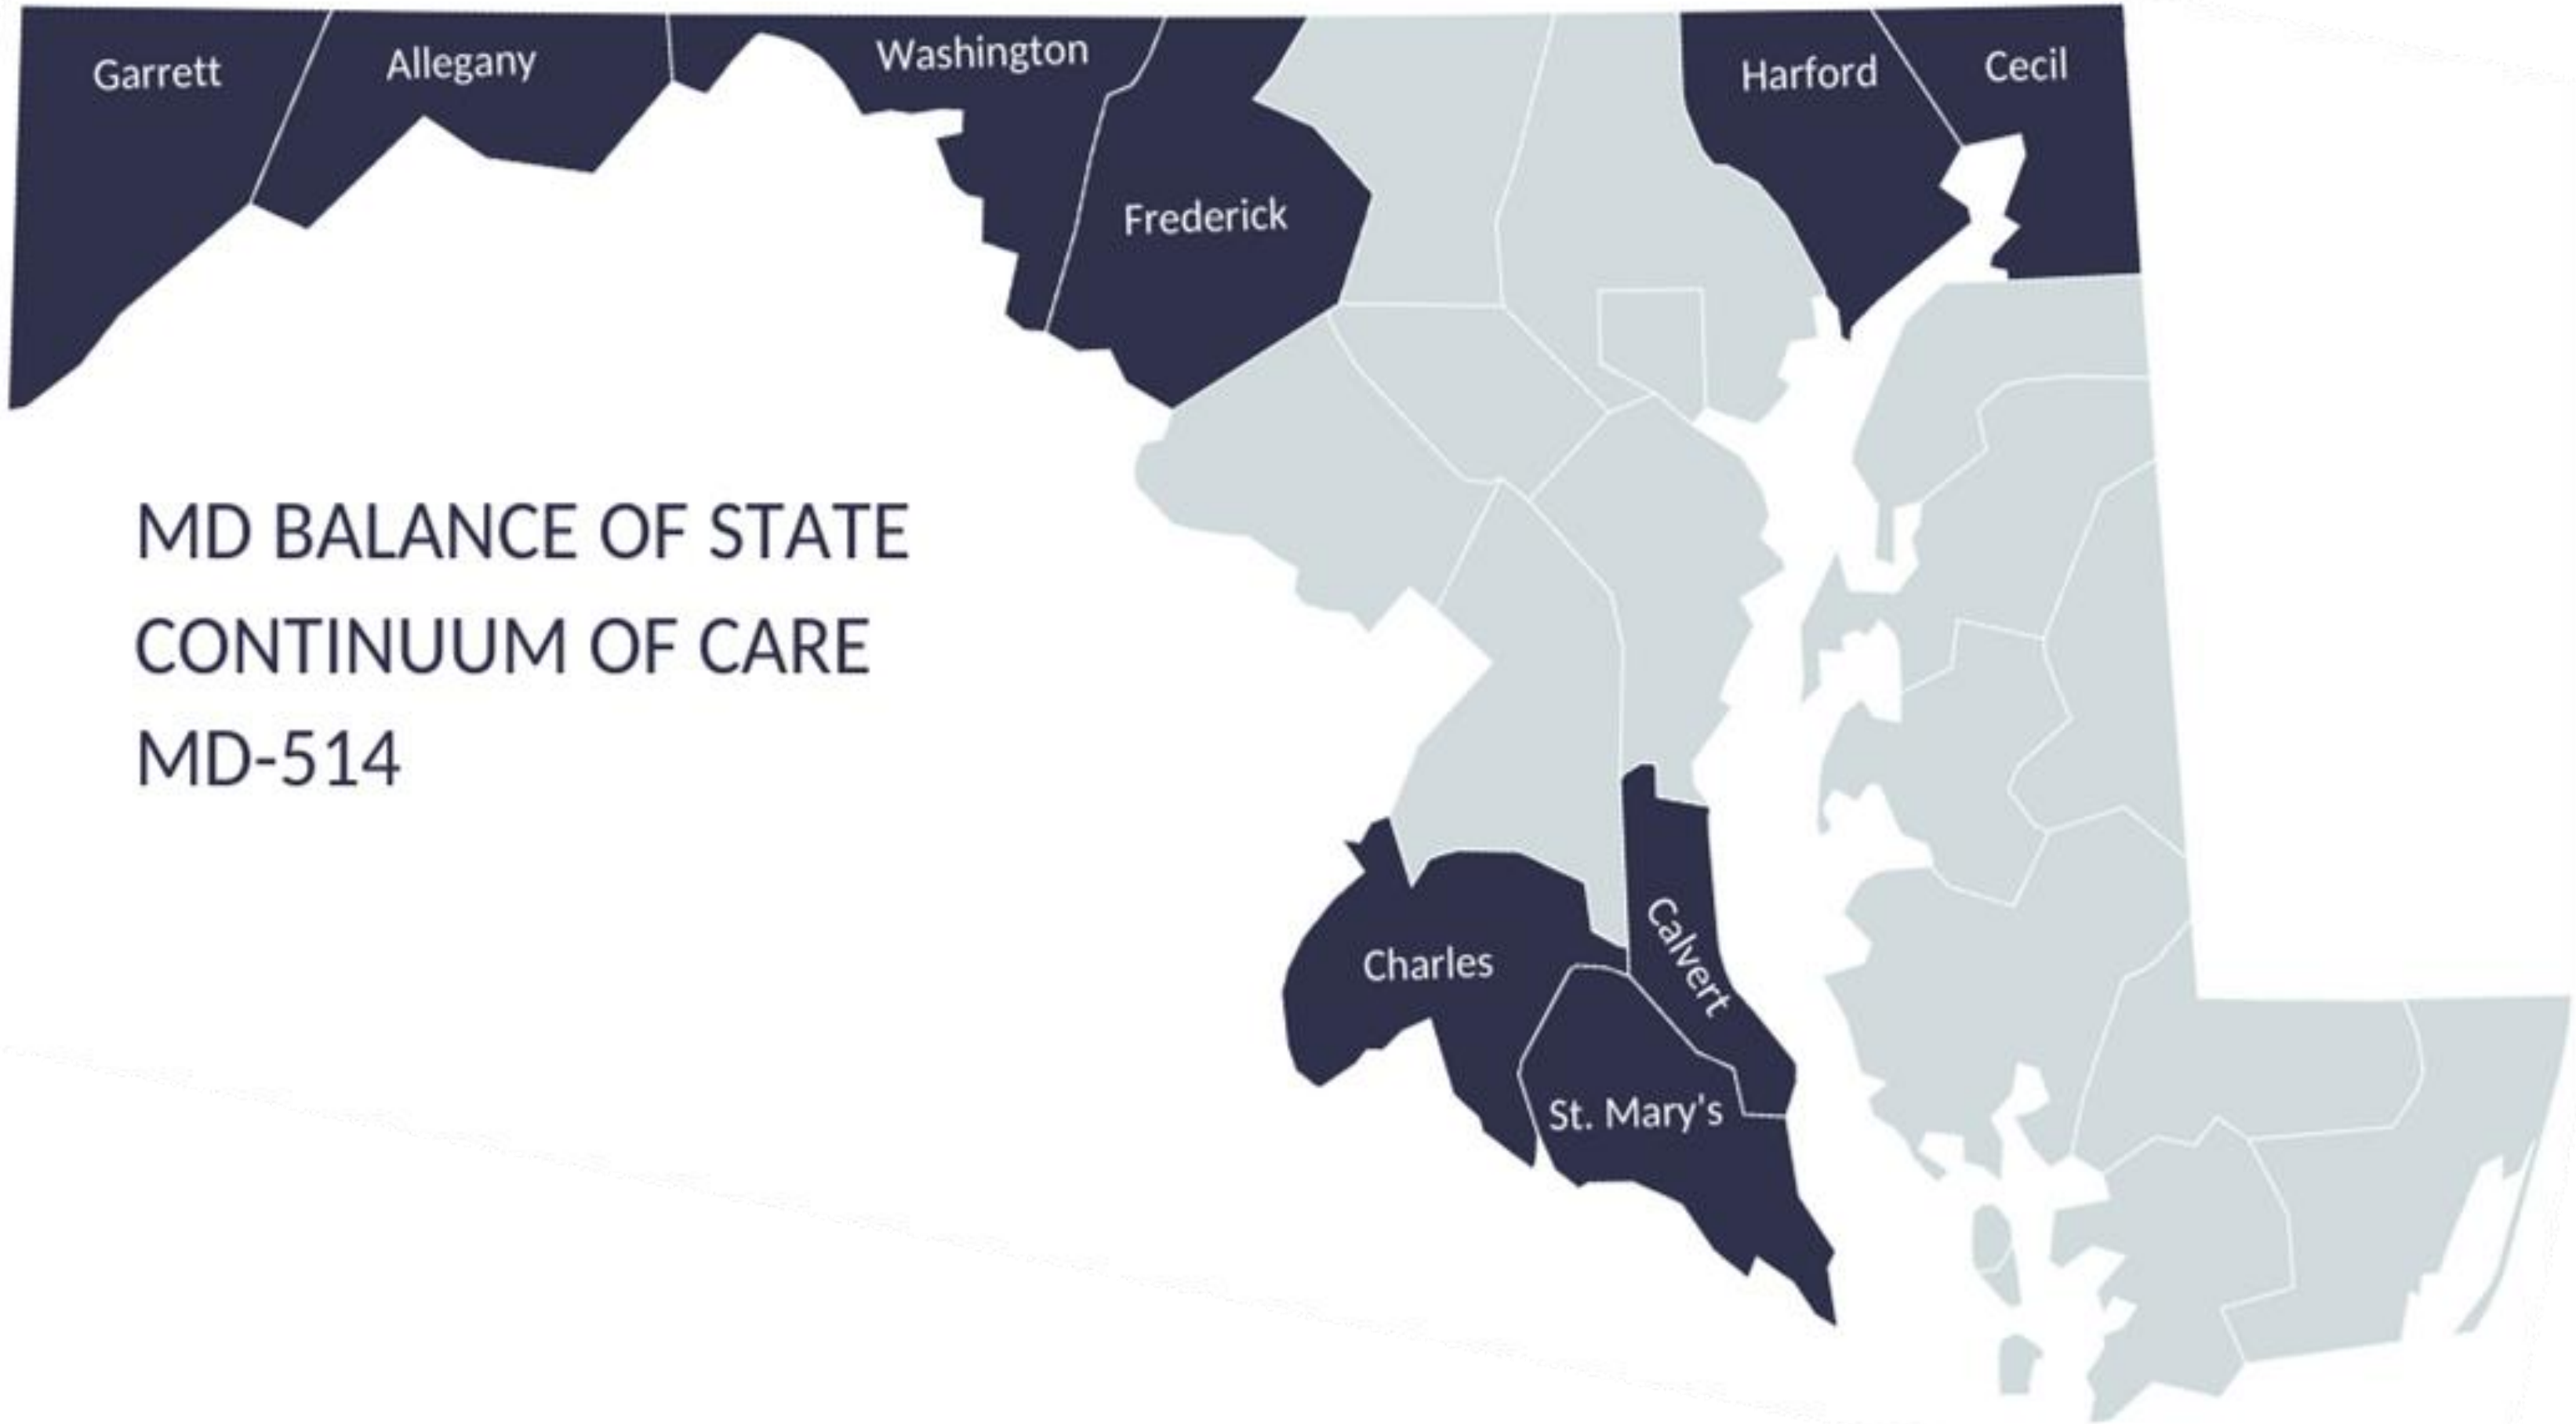 Garrett
Allegany
Washington
Harford
Cecil
Frederick
MD BALANCE OF STATE
CONTINUUM OF CARE
MD-514
Charles
Calvert
St. Mary's